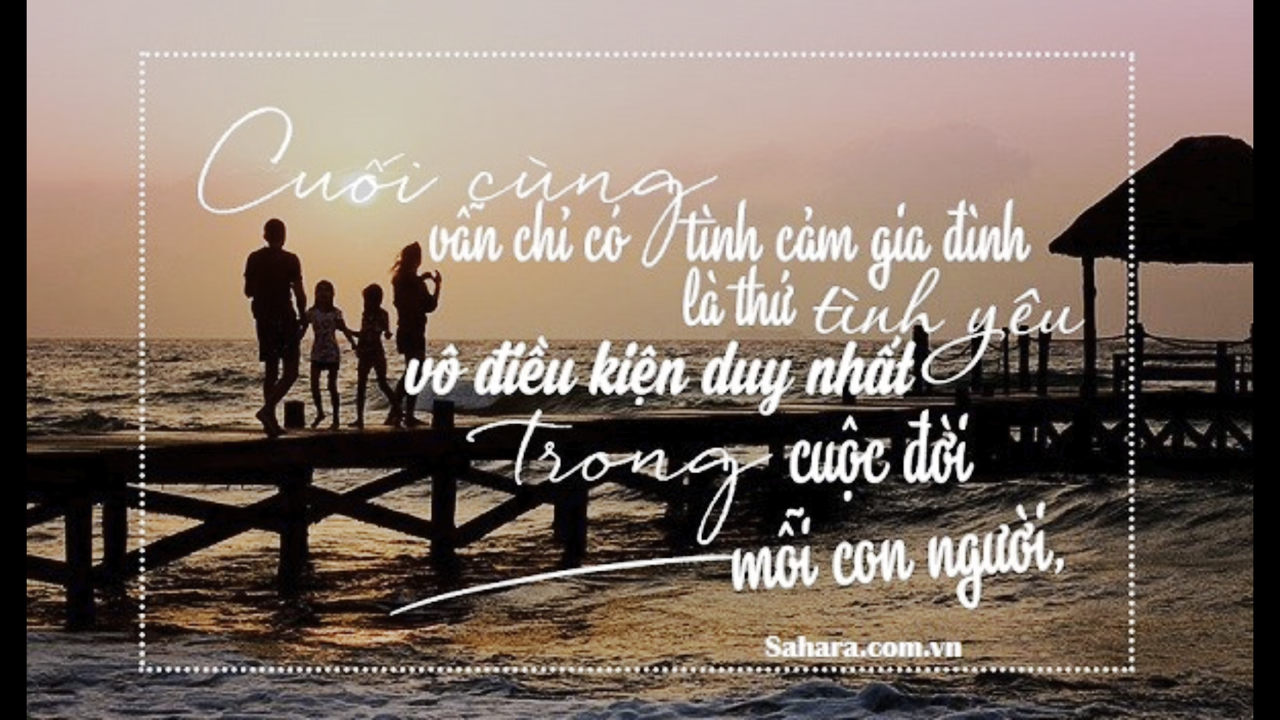 Cuối cùng
vẫn chỉ có tình cảm gia đình
là thứ tình yêu
vô điều kiện duy nhất
Trong cuộc đời
mỗi con người,
Sahara.com.vn